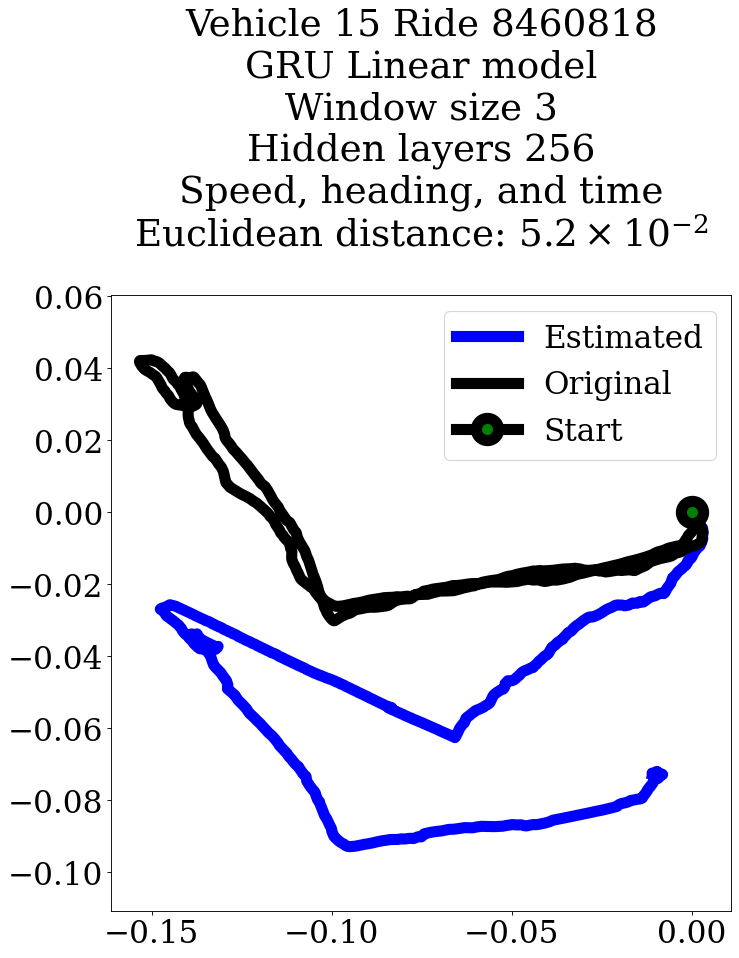 Vehicle 15 Ride 8460818
GRU Linear model
Window size 3
Hidden layers 256
Speed, heading, and time
Euclidean distance: 5.2 × 10⁻²
Estimated
Original
Start
0.06
0.04
0.02
0.00
−0.02
−0.04
−0.06
−0.08
−0.10
−0.15 −0.10 −0.05 0.00